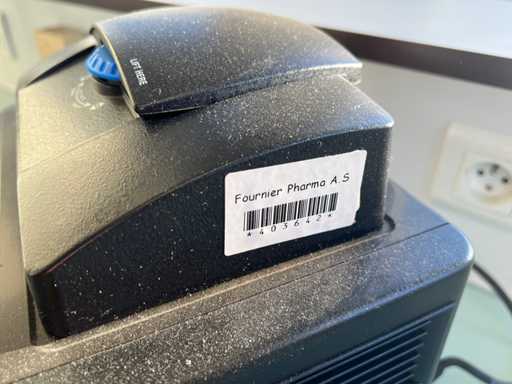 LIFT HERE
Fournier Pharma A.S
*403642*